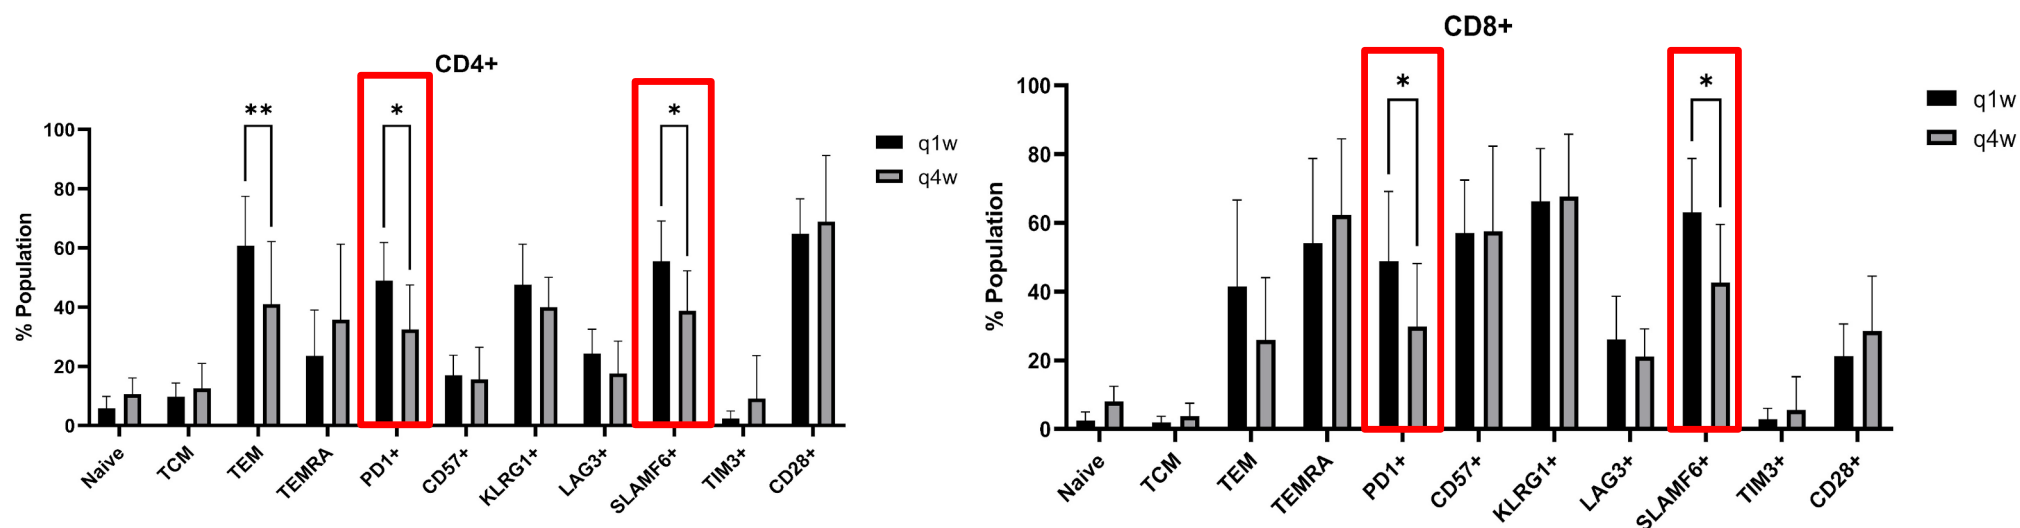 CD4+
** * *
100
80
60
40
20
0
% Population
Naive TCM TEM TEMRA PD1+ CD57+ KLRG1+ LAG3+ SLAMF6+ TIM3+ CD28+
q1w
q4w
CD8+
* *
100
80
60
40
20
0
% Population
Naive TCM TEM TEMRA PD1+ CD57+ KLRG1+ LAG3+ SLAMF6+ TIM3+ CD28+
q1w
q4w